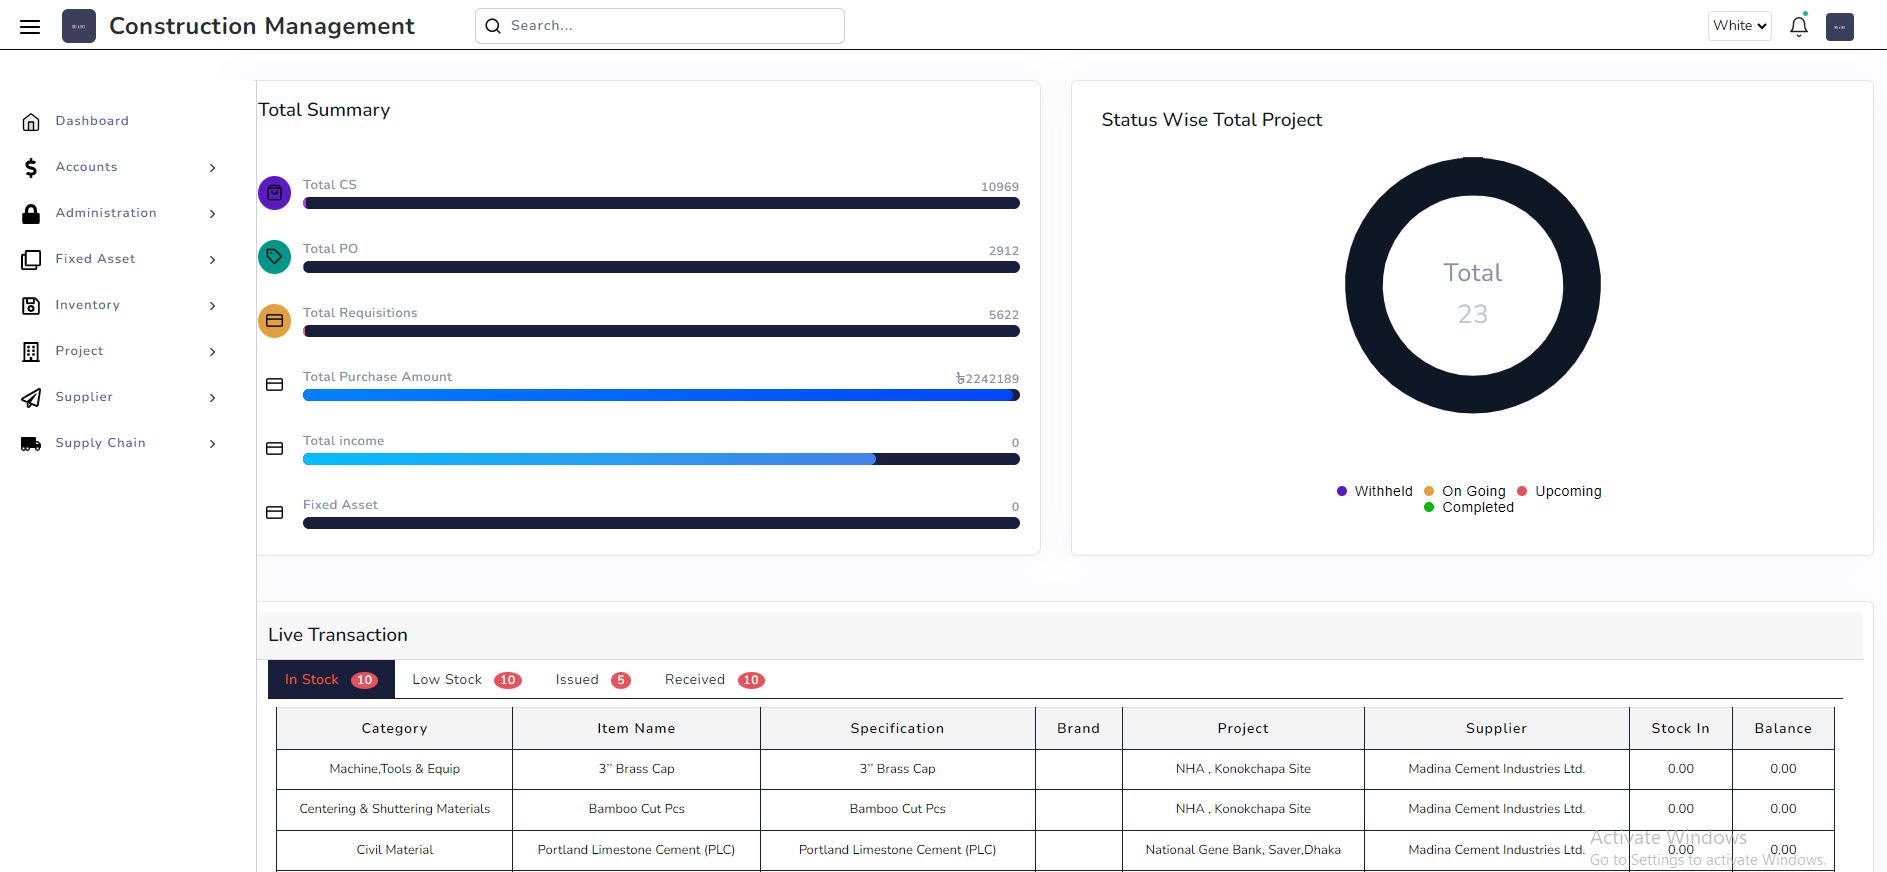 Construction Management
Search...
White
Dashboard
Accounts
Administration
Fixed Asset
Inventory
Project
Supplier
Supply Chain
Total Summary
Total CS 10969
Total PO 2912
Total Requisitions 5622
Total Purchase Amount ৳2242189
Total income 0
Fixed Asset 0
Status Wise Total Project
Total
23
Withheld On Going Upcoming
Completed
Live Transaction
In Stock 10 Low Stock 10 Issued 5 Received 10
Category Item Name Specification Brand Project Supplier Stock In Balance
Machine,Tools & Equip 3’’ Brass Cap 3’’ Brass Cap NHA , Konokchapa Site Madina Cement Industries Ltd. 0.00 0.00
Centering & Shuttering Materials Bamboo Cut Pcs Bamboo Cut Pcs NHA , Konokchapa Site Madina Cement Industries Ltd. 0.00 0.00
Civil Material Portland Limestone Cement (PLC) Portland Limestone Cement (PLC) National Gene Bank, Saver,Dhaka Madina Cement Industries Ltd. 0.00 0.00
Activate Windows
Go to Settings to activate Windows.